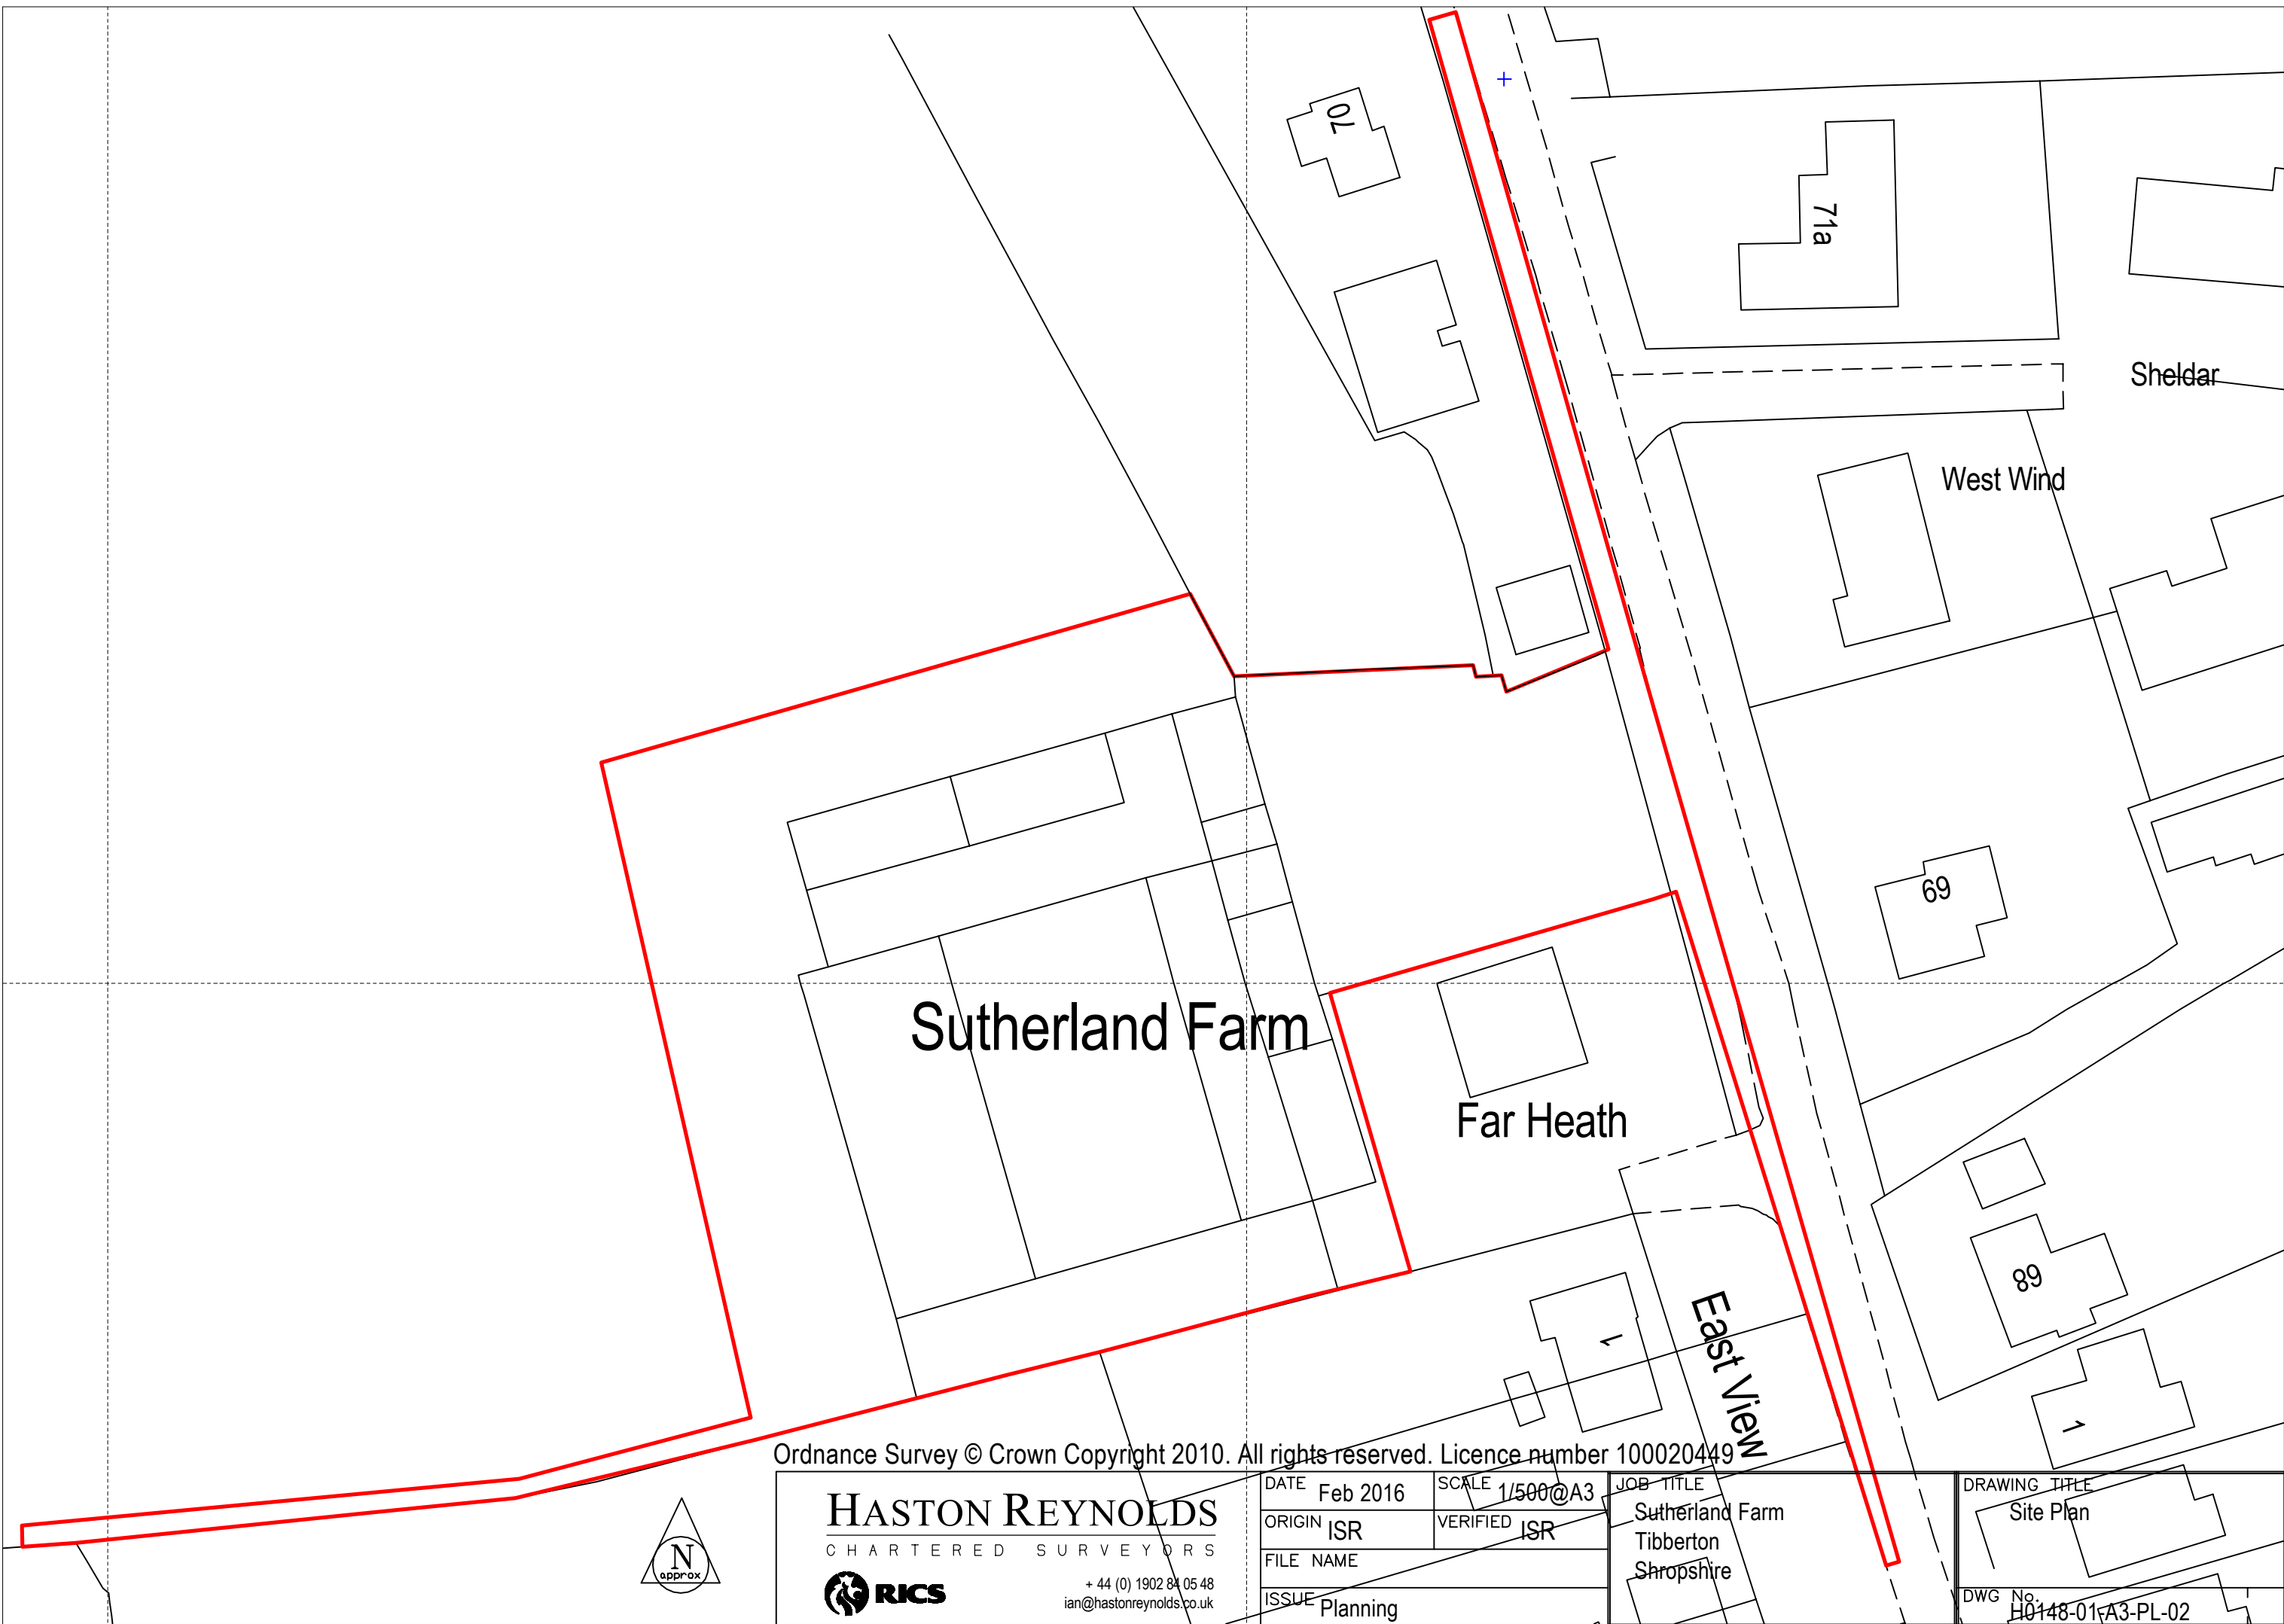 70
71a
Sheldar
West Wind
69
Sutherland Farm
Far Heath
68
1
East View
1
Ordnance Survey © Crown Copyright 2010. All rights reserved. Licence number 100020449
N
approx
HASTON REYNOLDS
CHARTERED SURVEYORS
RICS
+ 44 (0) 1902 84 05 48
ian@hastonreynolds.co.uk
DATE Feb 2016
SCALE 1/500@A3
ORIGIN ISR
VERIFIED ISR
FILE NAME
ISSUE Planning
JOB TITLE
Sutherland Farm
Tibberton
Shropshire
DRAWING TITLE
Site Plan
DWG No.
H0148-01-A3-PL-02